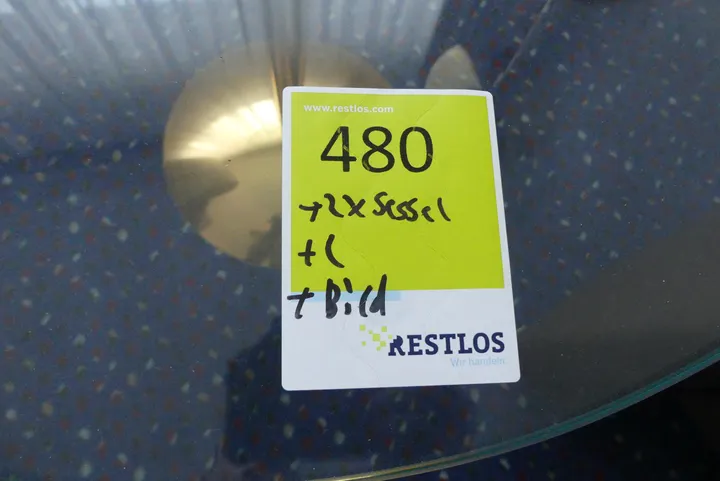 www.restlos.com
480
+2x Sessel
+(
+ Bild
RESTLOS
Wir handeln.